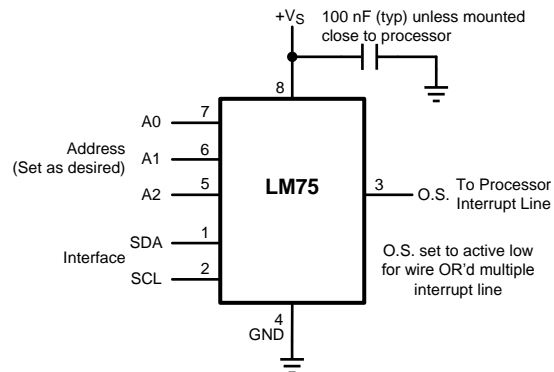 +VS
100 nF (typ) unless mounted
close to processor
8
A0
7
Address
(Set as desired)
A1
6
A2
5
LM75
3
O.S.
To Processor
Interrupt Line
SDA
1
Interface
SCL
2
O.S. set to active low
for wire OR'd multiple
interrupt line
4
GND